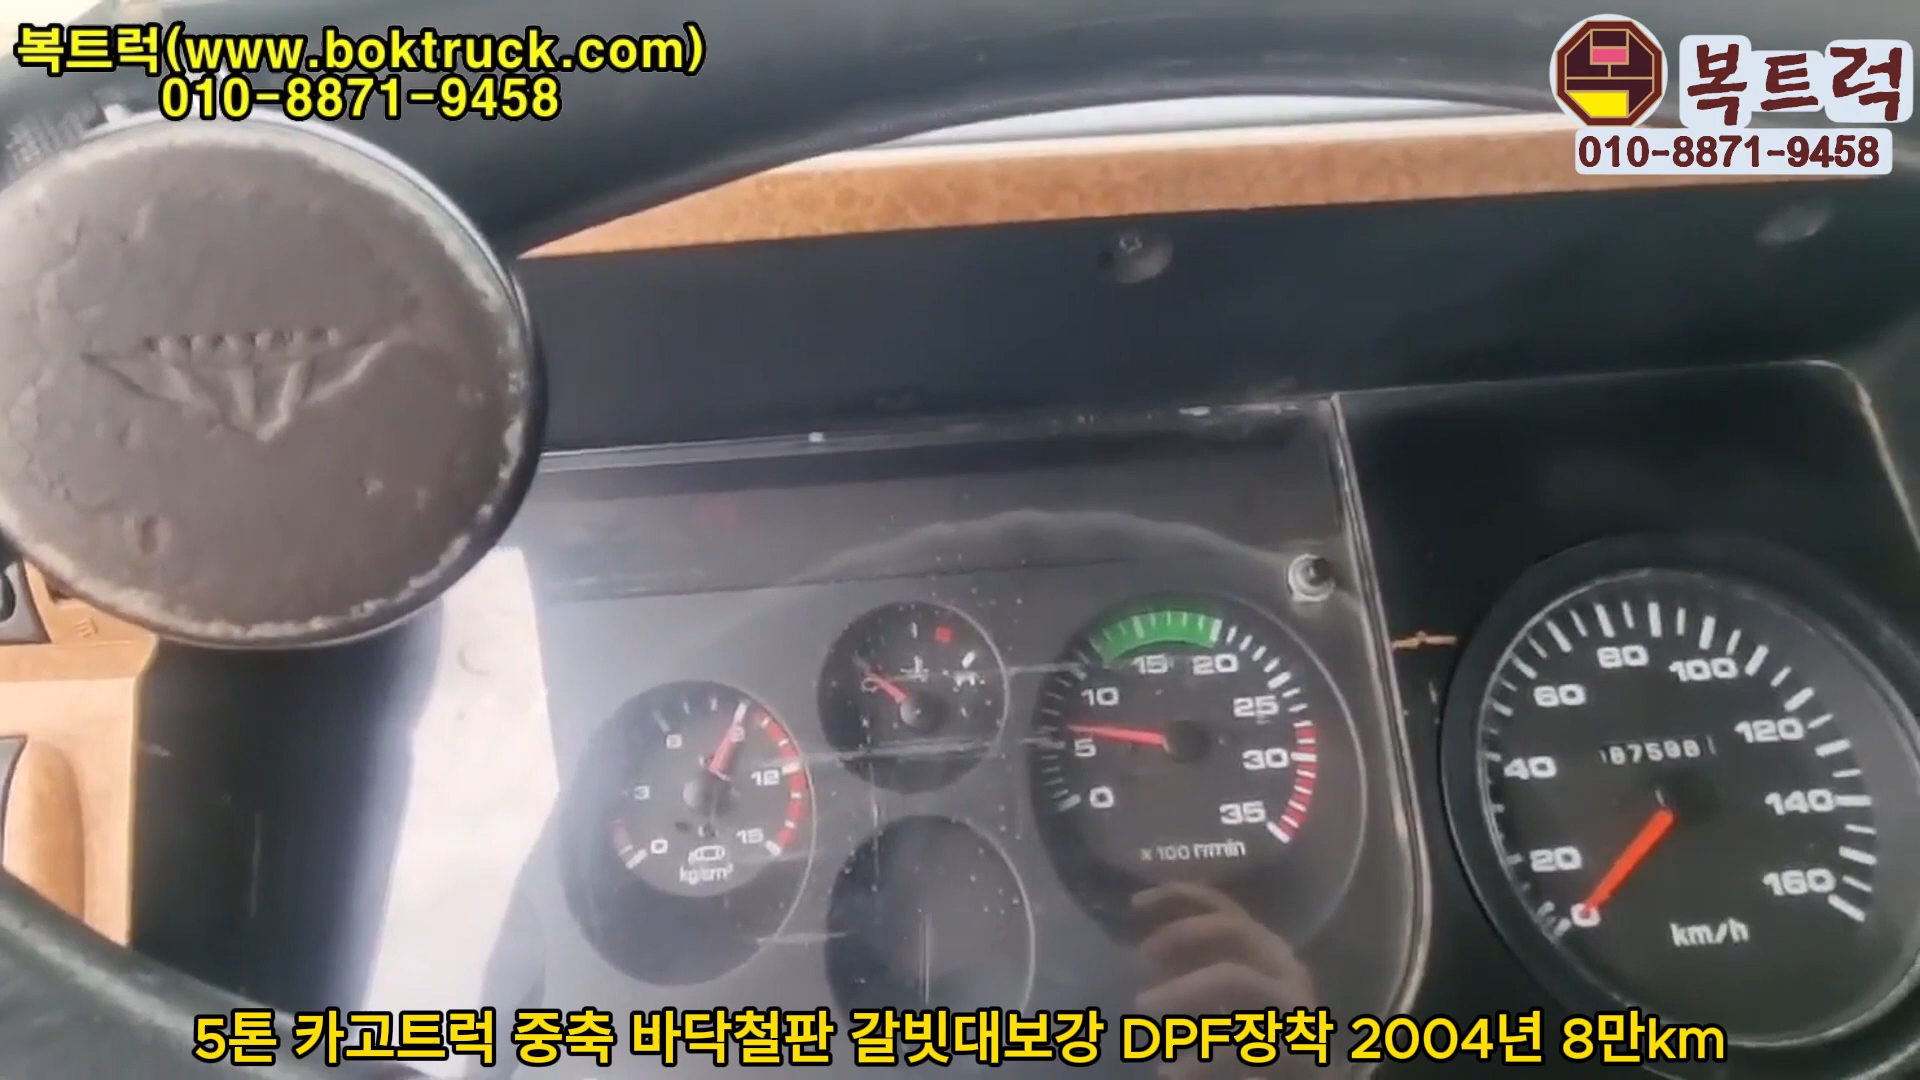 복트럭(www.boktruck.com)
010-8871-9458
복트럭
010-8871-9458
15 20
10 25
5 30
0 35
x 100 r/min
3 6 9 12
0 15
kg/cm²
80 100
60 120
40 140
20 160
0
km/h
5톤 카고트럭 중축 바닥철판 갈빗대보강 DPF장착 2004년 8만km